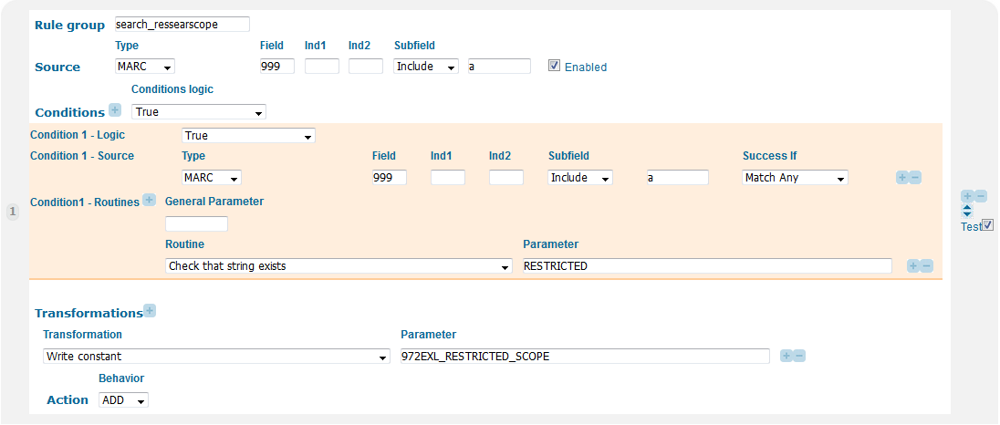 Rule group search_ressearscope
Type Field Ind1 Ind2 Subfield
Source MARC 999 Include a Enabled
Conditions logic
Conditions True
Condition 1 - Logic True
Condition 1 - Source Type Field Ind1 Ind2 Subfield Success If
MARC 999 Include a Match Any
Condition1 - Routines General Parameter
1
Test
Routine Parameter
Check that string exists RESTRICTED
Transformations
Transformation Parameter
Write constant 972EXL_RESTRICTED_SCOPE
Behavior
Action ADD